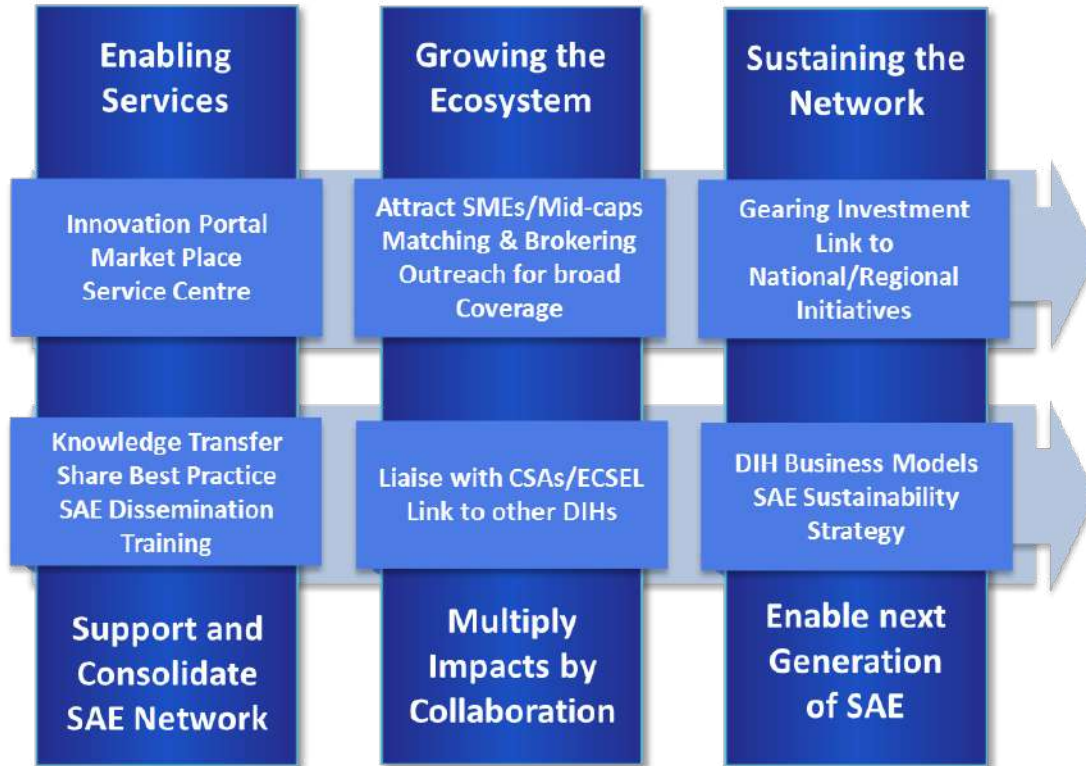 Enabling
Services
Growing the
Ecosystem
Sustaining the
Network
Innovation Portal
Market Place
Service Centre
Attract SMEs/Mid-caps
Matching & Brokering
Outreach for broad
Coverage
Gearing Investment
Link to
National/Regional
Initiatives
Knowledge Transfer
Share Best Practice
SAE Dissemination
Training
Liaise with CSAs/ECSEL
Link to other DIHs
DIH Business Models
SAE Sustainability
Strategy
Support and
Consolidate
SAE Network
Multiply
Impacts by
Collaboration
Enable next
Generation
of SAE